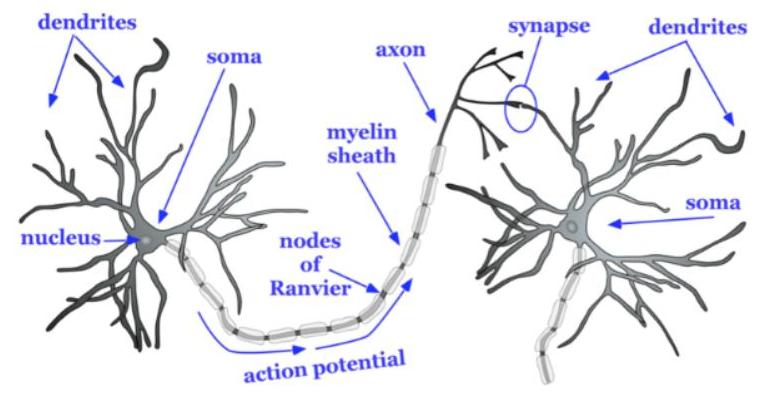 dendrites
soma
axon
synapse
dendrites
myelin
sheath
nucleus
nodes
of
Ranvier
soma
action potential